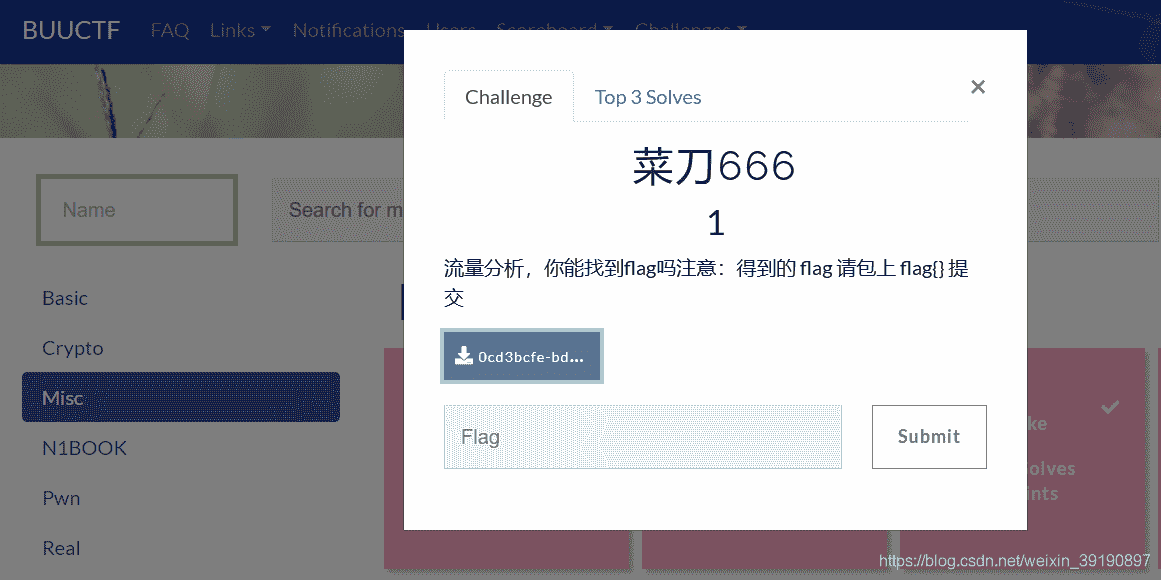 BUUCTF FAQ Links Notifications Users Scoreboard Challenges
Challenge Top 3 Solves ×
菜刀666
1
流量分析，你能找到flag吗注意：得到的 flag 请包上 flag{} 提
交
0cd3bcfe-bd...
Flag Submit
Name Search for m
Basic
Crypto
Misc
N1BOOK
Pwn
Real
ke
olves
ints
https://blog.csdn.net/weixin_39190897